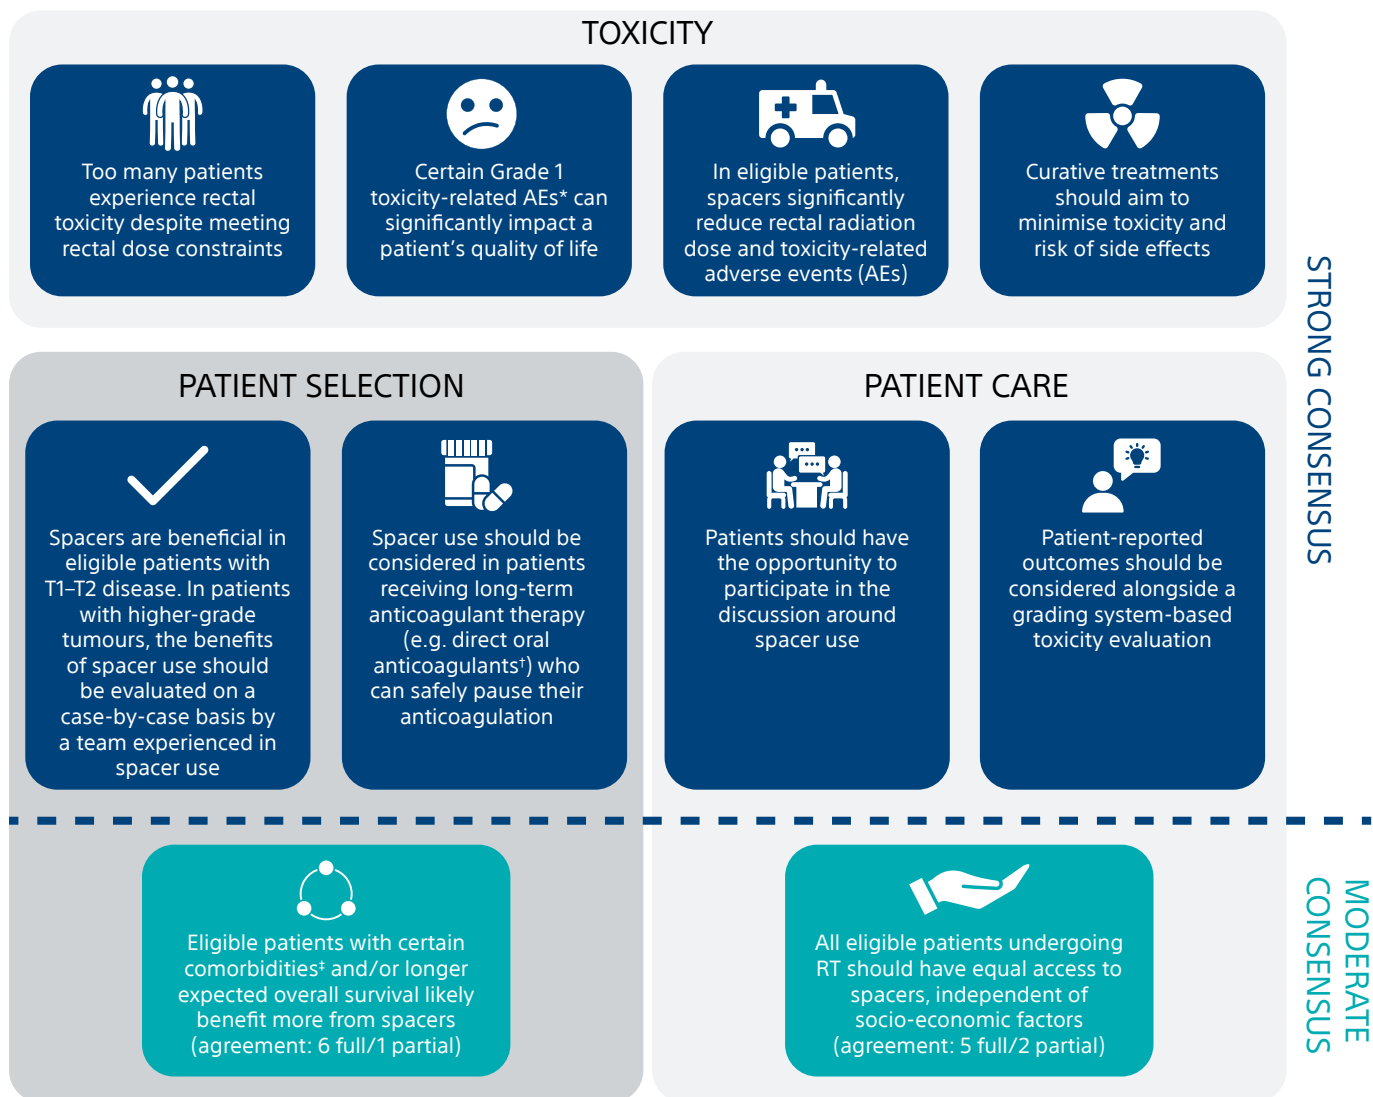 TOXICITY
Too many patients
experience rectal
toxicity despite meeting
rectal dose constraints
Certain Grade 1
toxicity-related AEs* can
significantly impact a
patient's quality of life
In eligible patients,
spacers significantly
reduce rectal radiation
dose and toxicity-related
adverse events (AEs)
Curative treatments
should aim to
minimise toxicity and
risk of side effects
STRONG CONSENSUS
PATIENT SELECTION
Spacers are beneficial in
eligible patients with
T1–T2 disease. In patients
with higher-grade
tumours, the benefits
of spacer use should
be evaluated on a
case-by-case basis by
a team experienced in
spacer use
Spacer use should be
considered in patients
receiving long-term
anticoagulant therapy
(e.g. direct oral
anticoagulants†) who
can safely pause their
anticoagulation
PATIENT CARE
Patients should have
the opportunity to
participate in the
discussion around
spacer use
Patient-reported
outcomes should be
considered alongside a
grading system-based
toxicity evaluation
Eligible patients with certain
comorbidities‡ and/or longer
expected overall survival likely
benefit more from spacers
(agreement: 6 full/1 partial)
All eligible patients undergoing
RT should have equal access to
spacers, independent of
socio-economic factors
(agreement: 5 full/2 partial)
MODERATE
CONSENSUS